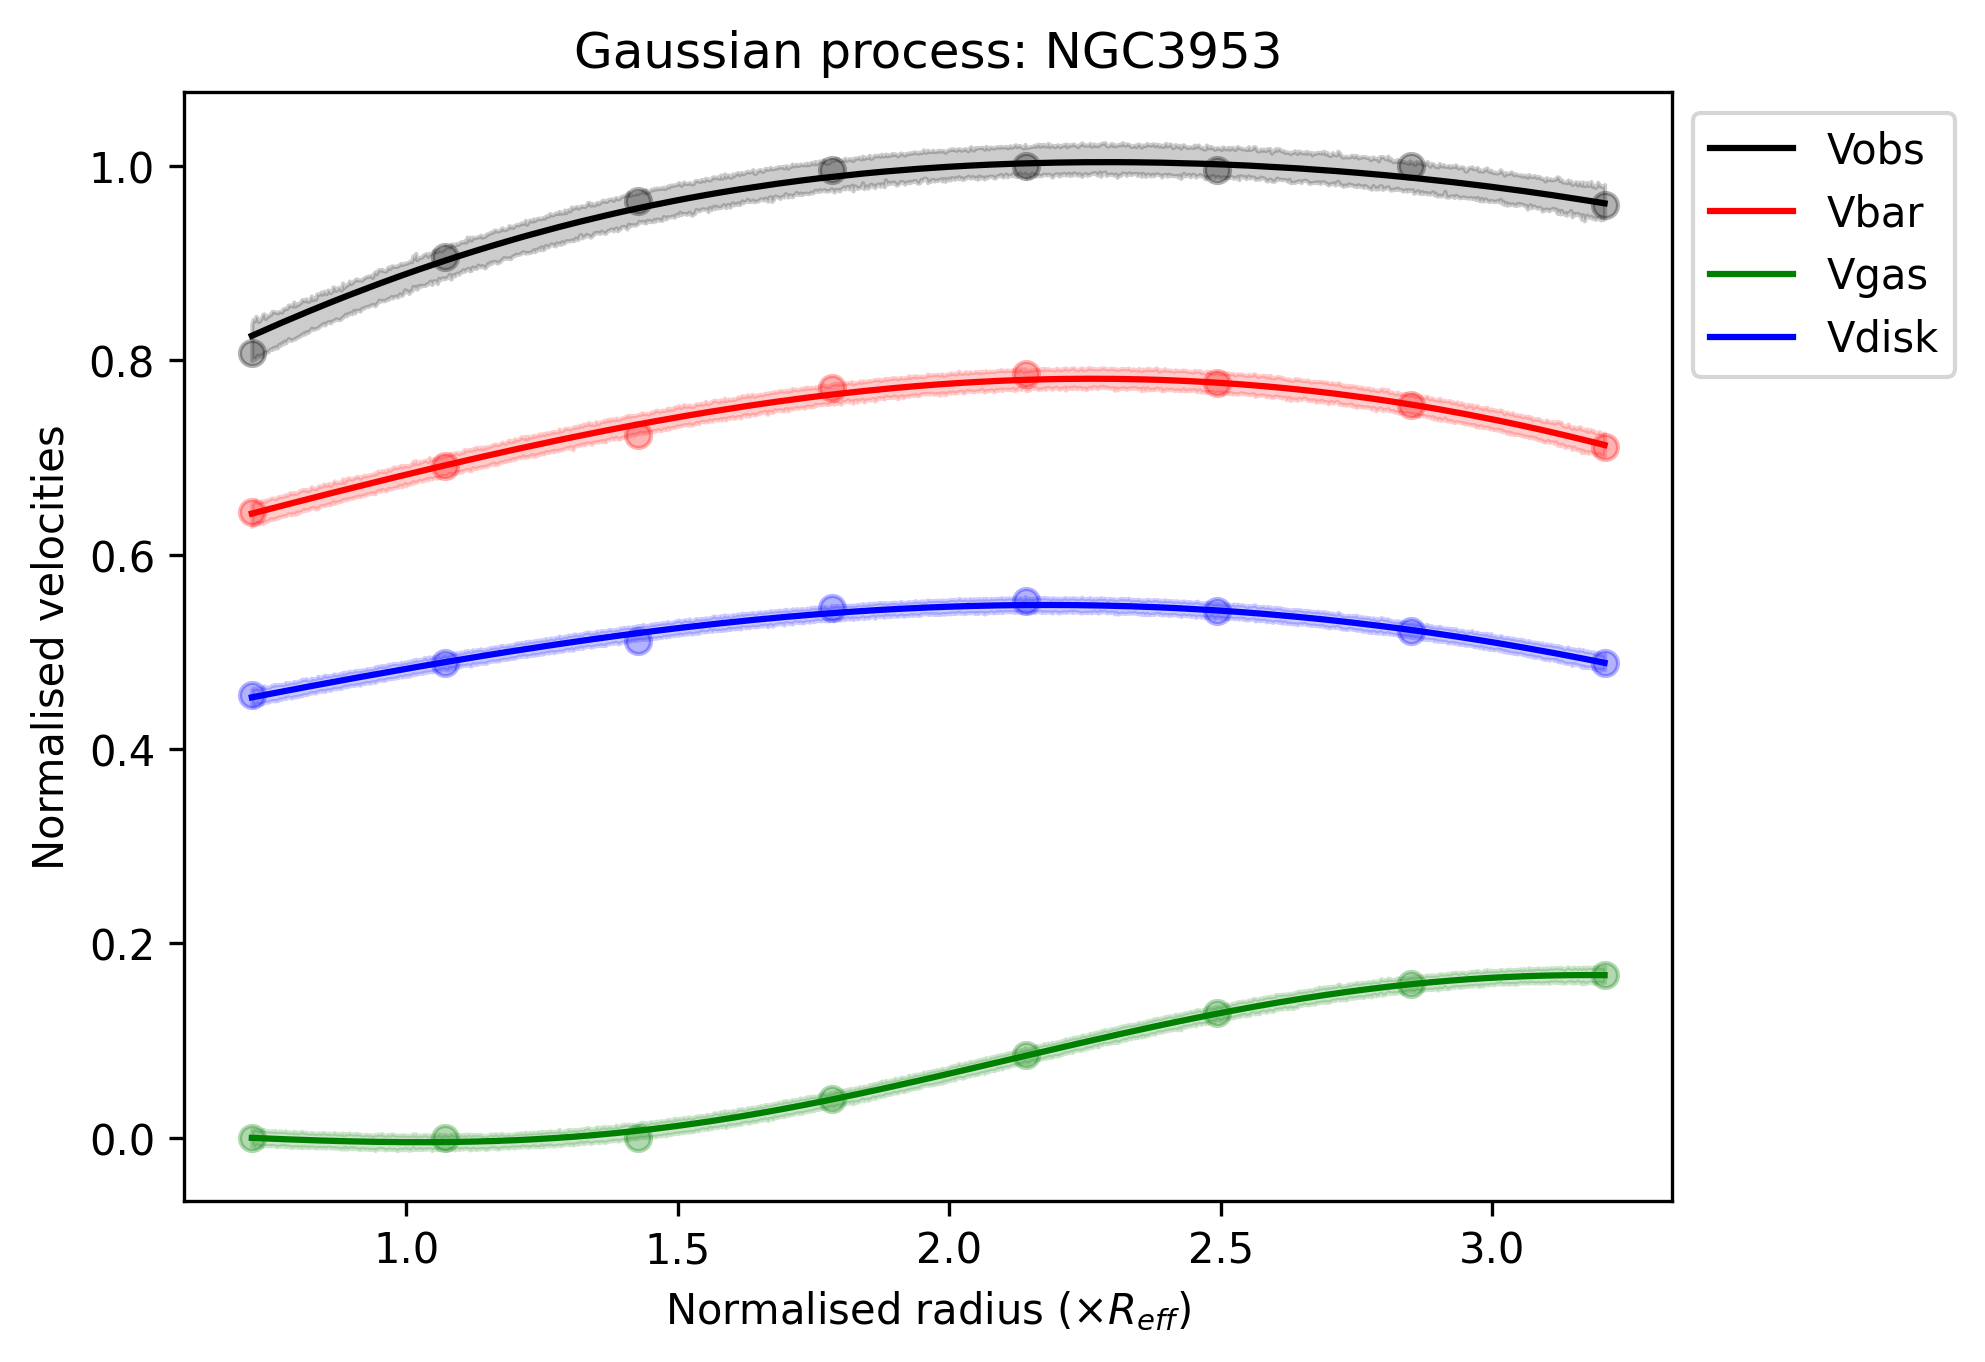 Gaussian process: NGC3953
Vobs
Vbar
Vgas
Vdisk
Normalised velocities
1.0
0.8
0.6
0.4
0.2
0.0
1.0 1.5 2.0 2.5 3.0
Normalised radius (×R_eff)